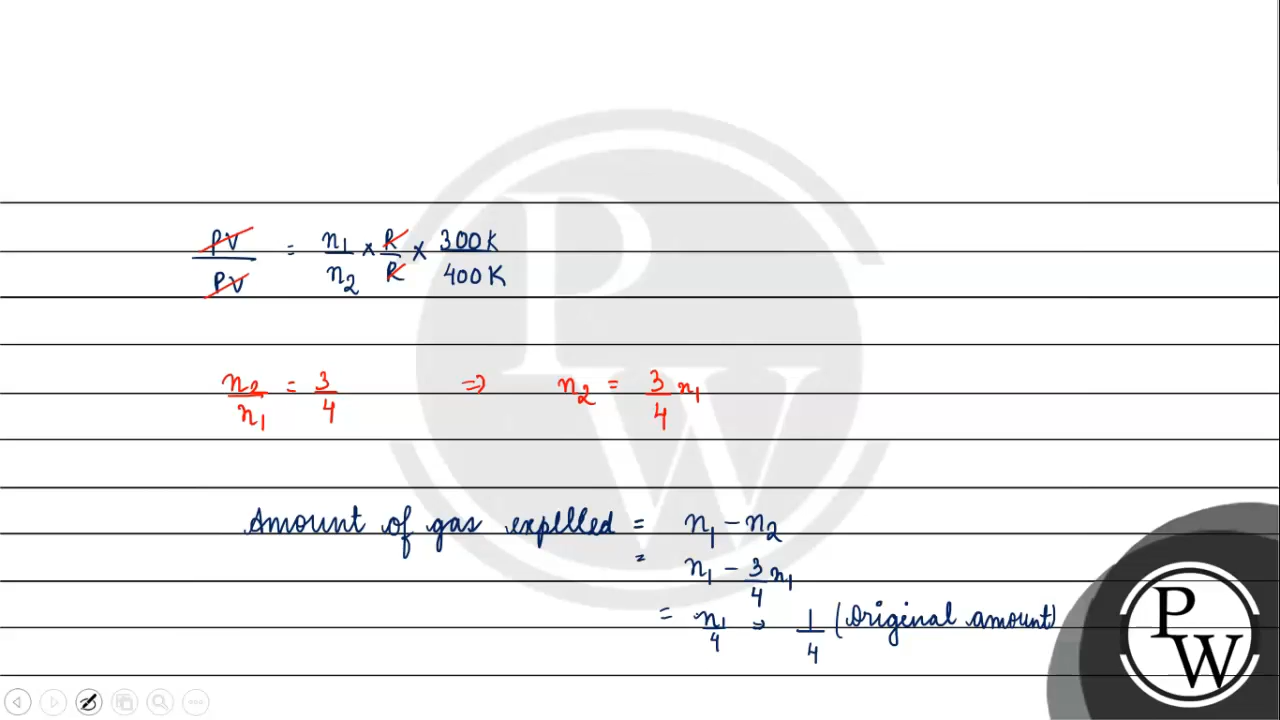 PV/PV = n₁/n₂ × R/R × 300K/400K
n₂/n₁ = 3/4 ⇒ n₂ = 3/4 n₁
Amount of gas expelled = n₁ – n₂
= n₁ – 3/4 n₁
= n₁/4 → 1/4 (original amount)
P
W
P
W